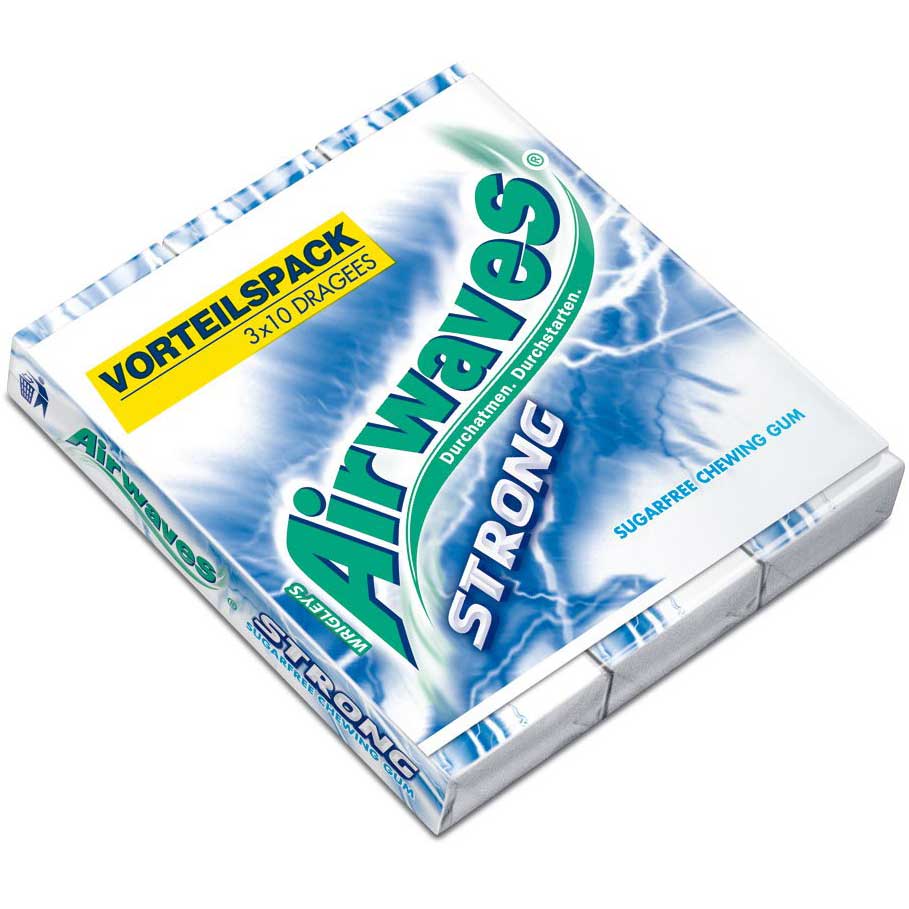 VORTEILSPACK
3x10 DRAGEES
WRIGLEY'S
Airwaves®
Durchatmen. Durchstarten.
STRONG
SUGARFREE CHEWING GUM
Airwaves®
STRONG
SUGARFREE CHEWING GUM